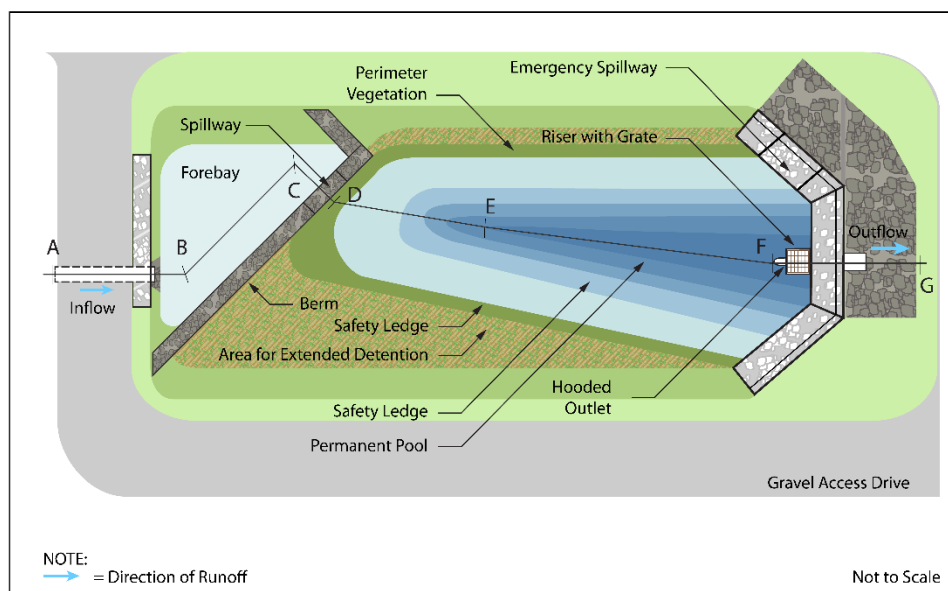 Emergency Spillway
Perimeter
Vegetation
Spillway
Riser with Grate
Forebay
C
D
E
A
B
F
Outflow
G
Inflow
Berm
Safety Ledge
Area for Extended Detention
Hooded
Outlet
Safety Ledge
Permanent Pool
Gravel Access Drive
NOTE:
= Direction of Runoff
Not to Scale